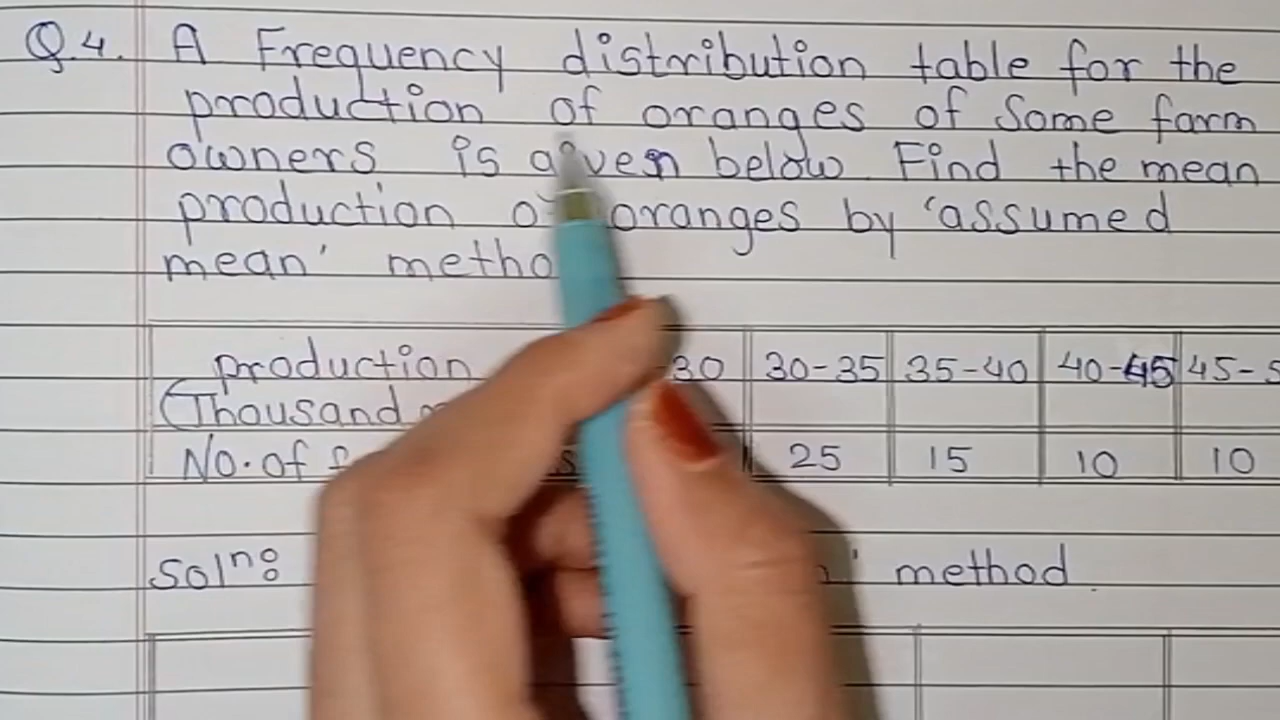 Q.4. A Frequency distribution table for the
production of oranges of Some farm
owners is given below. Find the mean
production oranges by 'assumed
mean'
production 30 30-35 35-40 40-45 45-
(Thousand
No. of 25 15 10 10
Soln: method